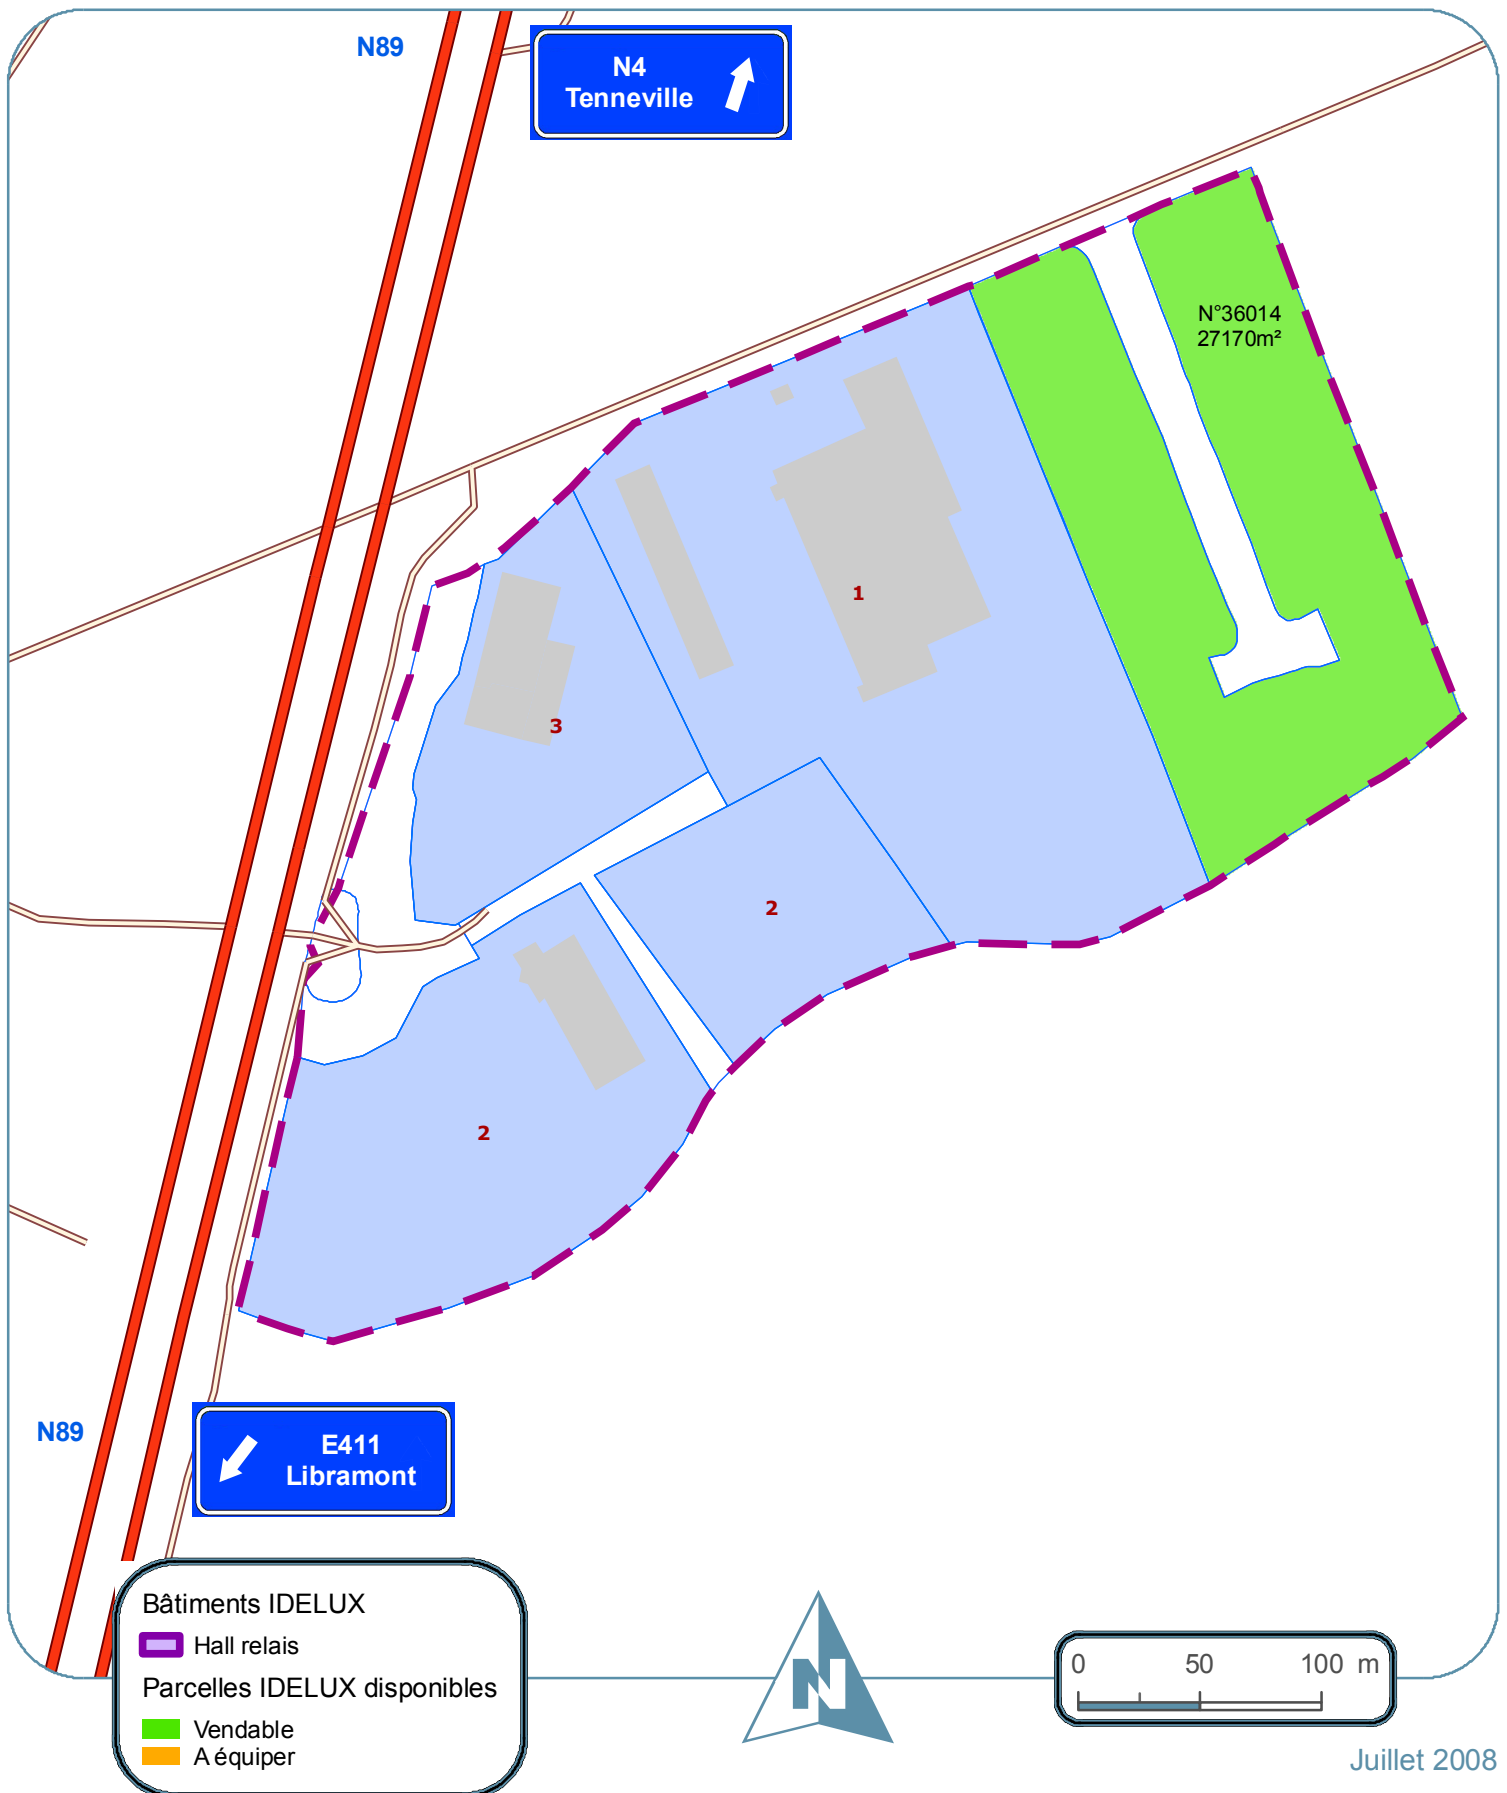 N89
N4
Tenneville
N°36014
27170m²
1
3
2
2
N89
E411
Libramont
Bâtiments IDELUX
Hall relais
Parcelles IDELUX disponibles
Vendable
A équiper
N
0 50 100 m
Juillet 2008